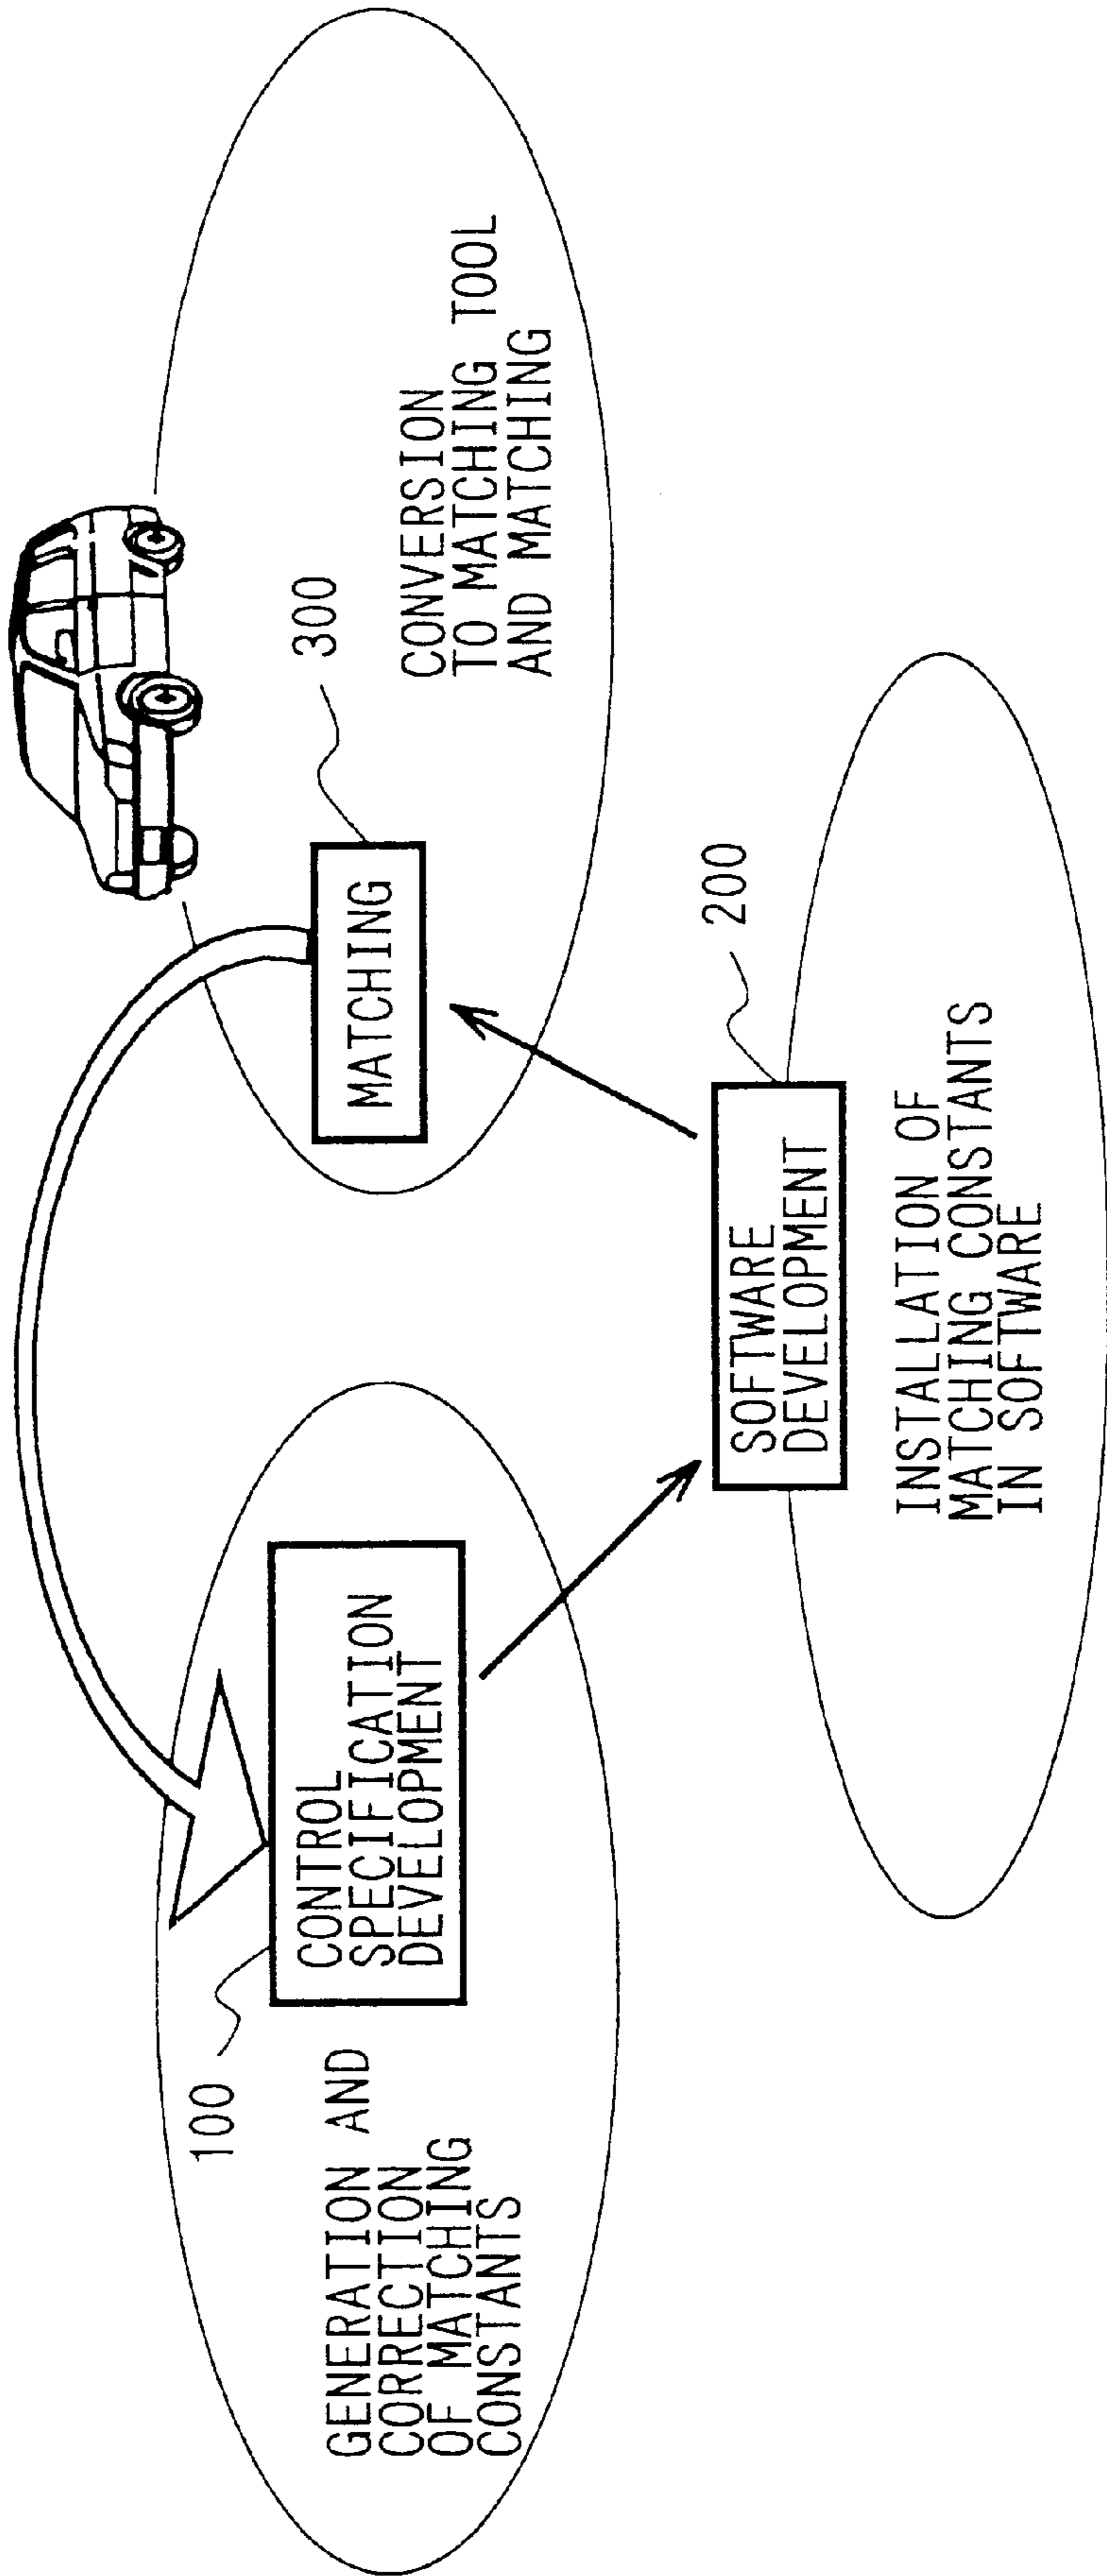 100
GENERATION AND
CORRECTION
OF MATCHING
CONSTANTS
CONTROL
SPECIFICATION
DEVELOPMENT
SOFTWARE
DEVELOPMENT
200
INSTALLATION OF
MATCHING CONSTANTS
IN SOFTWARE
MATCHING
300
CONVERSION
TO MATCHING TOOL
AND MATCHING